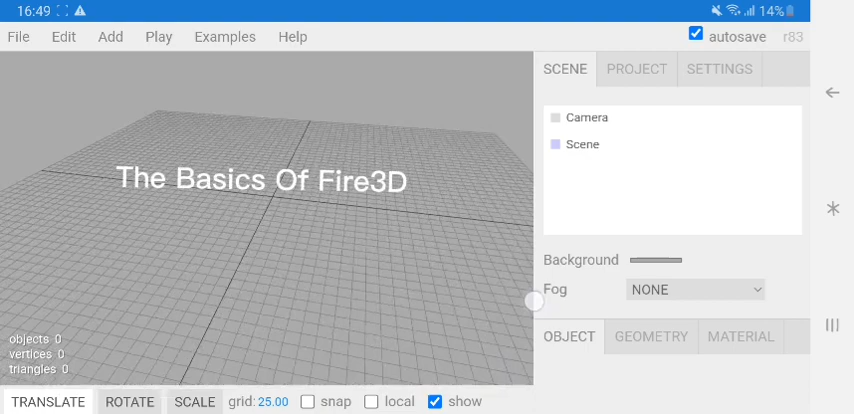 16:49 14%
File Edit Add Play Examples Help autosave r83
SCENE PROJECT SETTINGS
Camera
Scene
The Basics Of Fire3D
Background
Fog NONE
objects 0
vertices 0
triangles 0
OBJECT GEOMETRY MATERIAL
TRANSLATE ROTATE SCALE grid: 25.00 snap local show